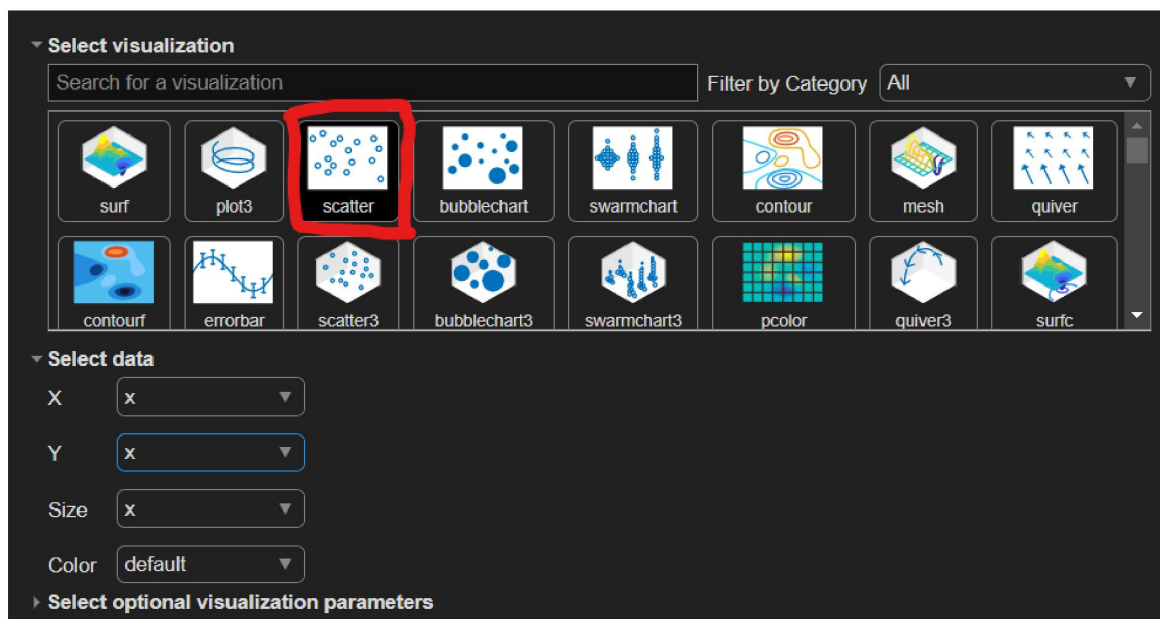 Select visualization
Search for a visualization Filter by Category All
surf plot3 scatter bubblechart swarmchart contour mesh quiver
contourf errorbar scatter3 bubblechart3 swarmchart3 pcolor quiver3 surfc
Select data
X x
Y x
Size x
Color default
Select optional visualization parameters